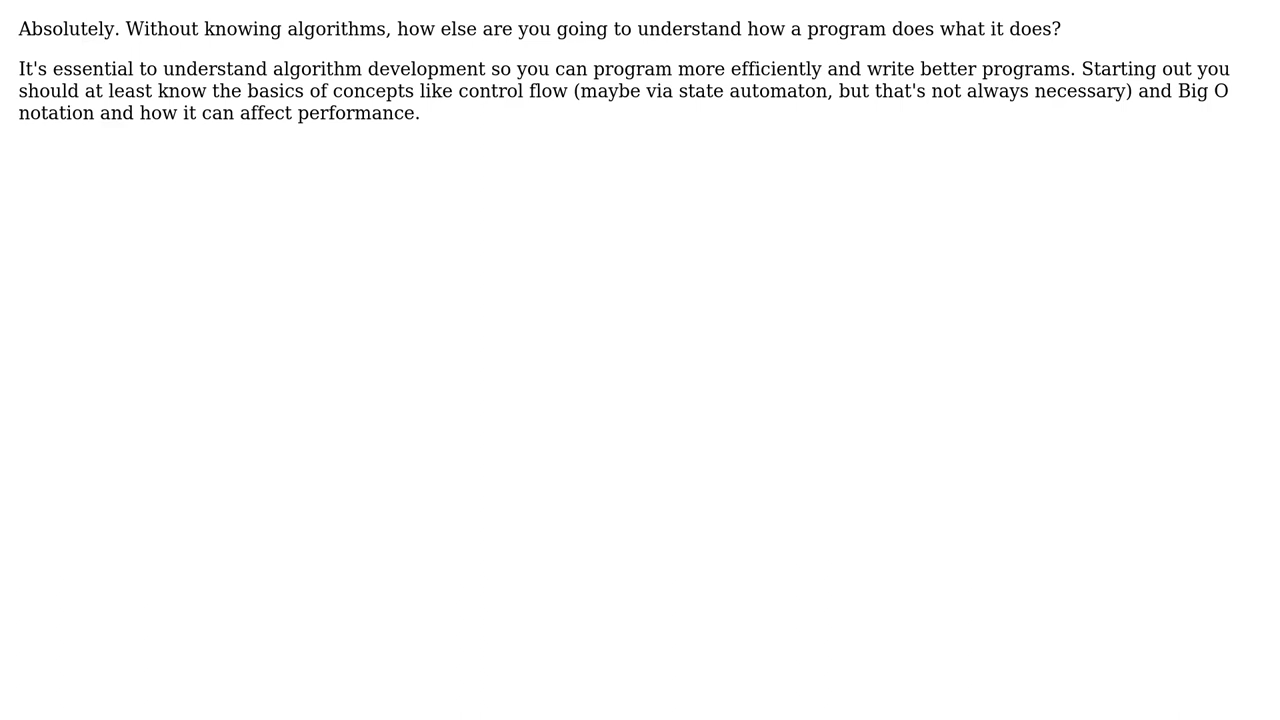 Absolutely. Without knowing algorithms, how else are you going to understand how a program does what it does?
It's essential to understand algorithm development so you can program more efficiently and write better programs. Starting out you
should at least know the basics of concepts like control flow (maybe via state automaton, but that's not always necessary) and Big O
notation and how it can affect performance.